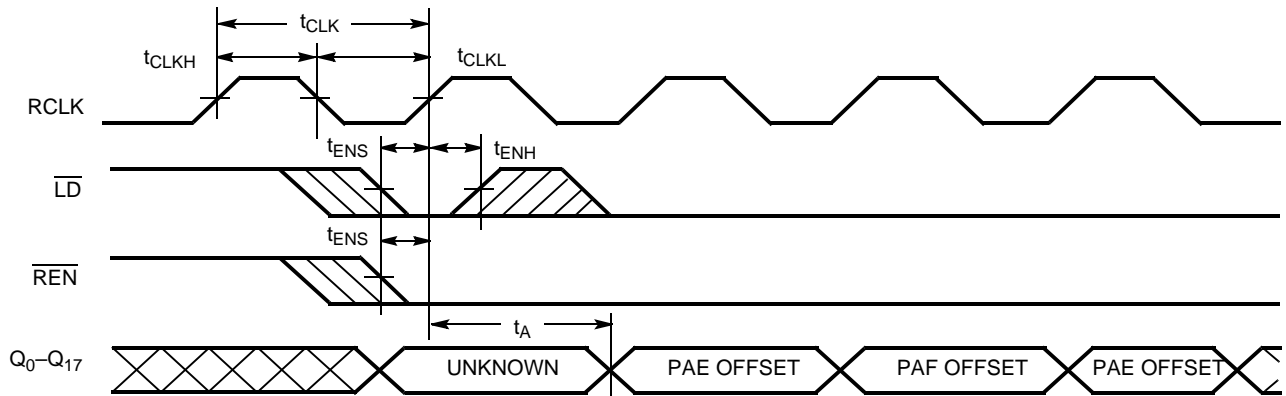 tCLK
tCLKH
tCLKL
RCLK
tENS
tENH
LD
tENS
REN
tA
Q0–Q17
UNKNOWN
PAE OFFSET
PAF OFFSET
PAE OFFSET